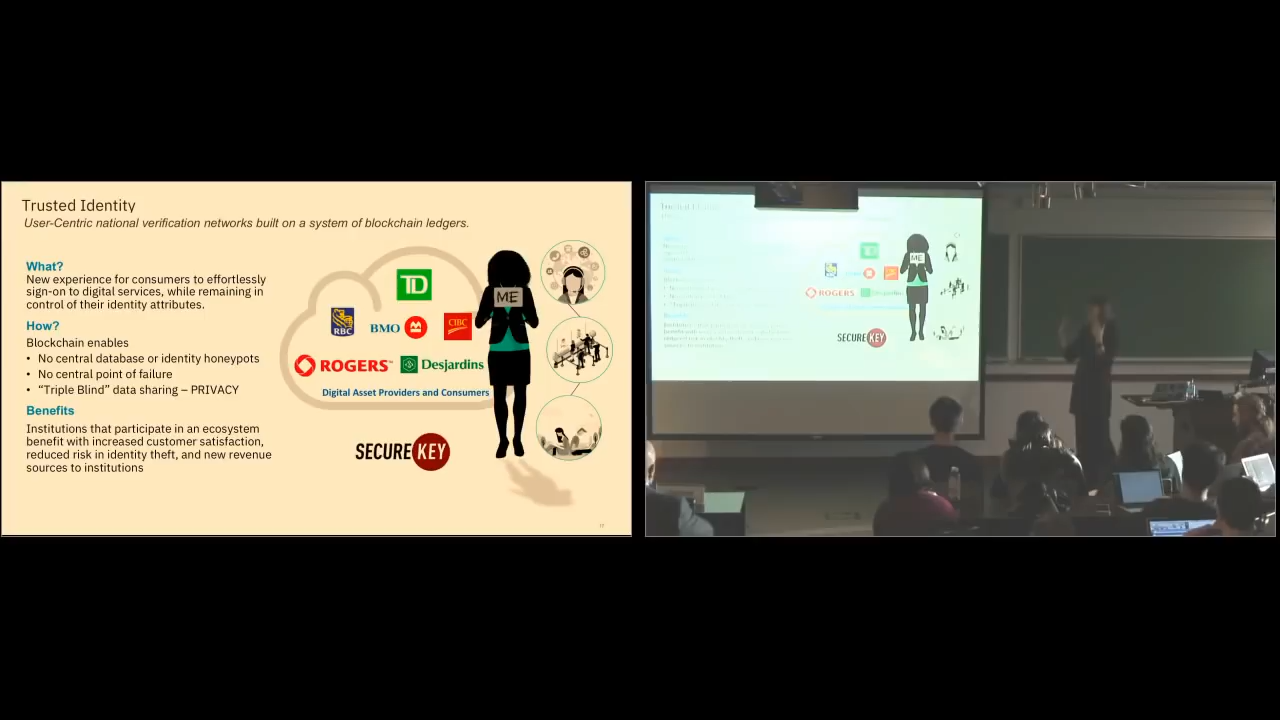 Trusted Identity
User-Centric national verification networks built on a system of blockchain ledgers.
What?
New experience for consumers to effortlessly
sign-on to digital services, while remaining in
control of their identity attributes.
How?
Blockchain enables
• No central database or identity honeypots
• No central point of failure
• “Triple Blind” data sharing – PRIVACY
Benefits
Institutions that participate in an ecosystem
benefit with increased customer satisfaction,
reduced risk in identity theft, and new revenue
sources to institutions
TD
RBC
BMO
CIBC
ROGERS™
Desjardins
Digital Asset Providers and Consumers
SECUREKEY
ME
ME
ROGERS
Desjardins
SECUREKEY